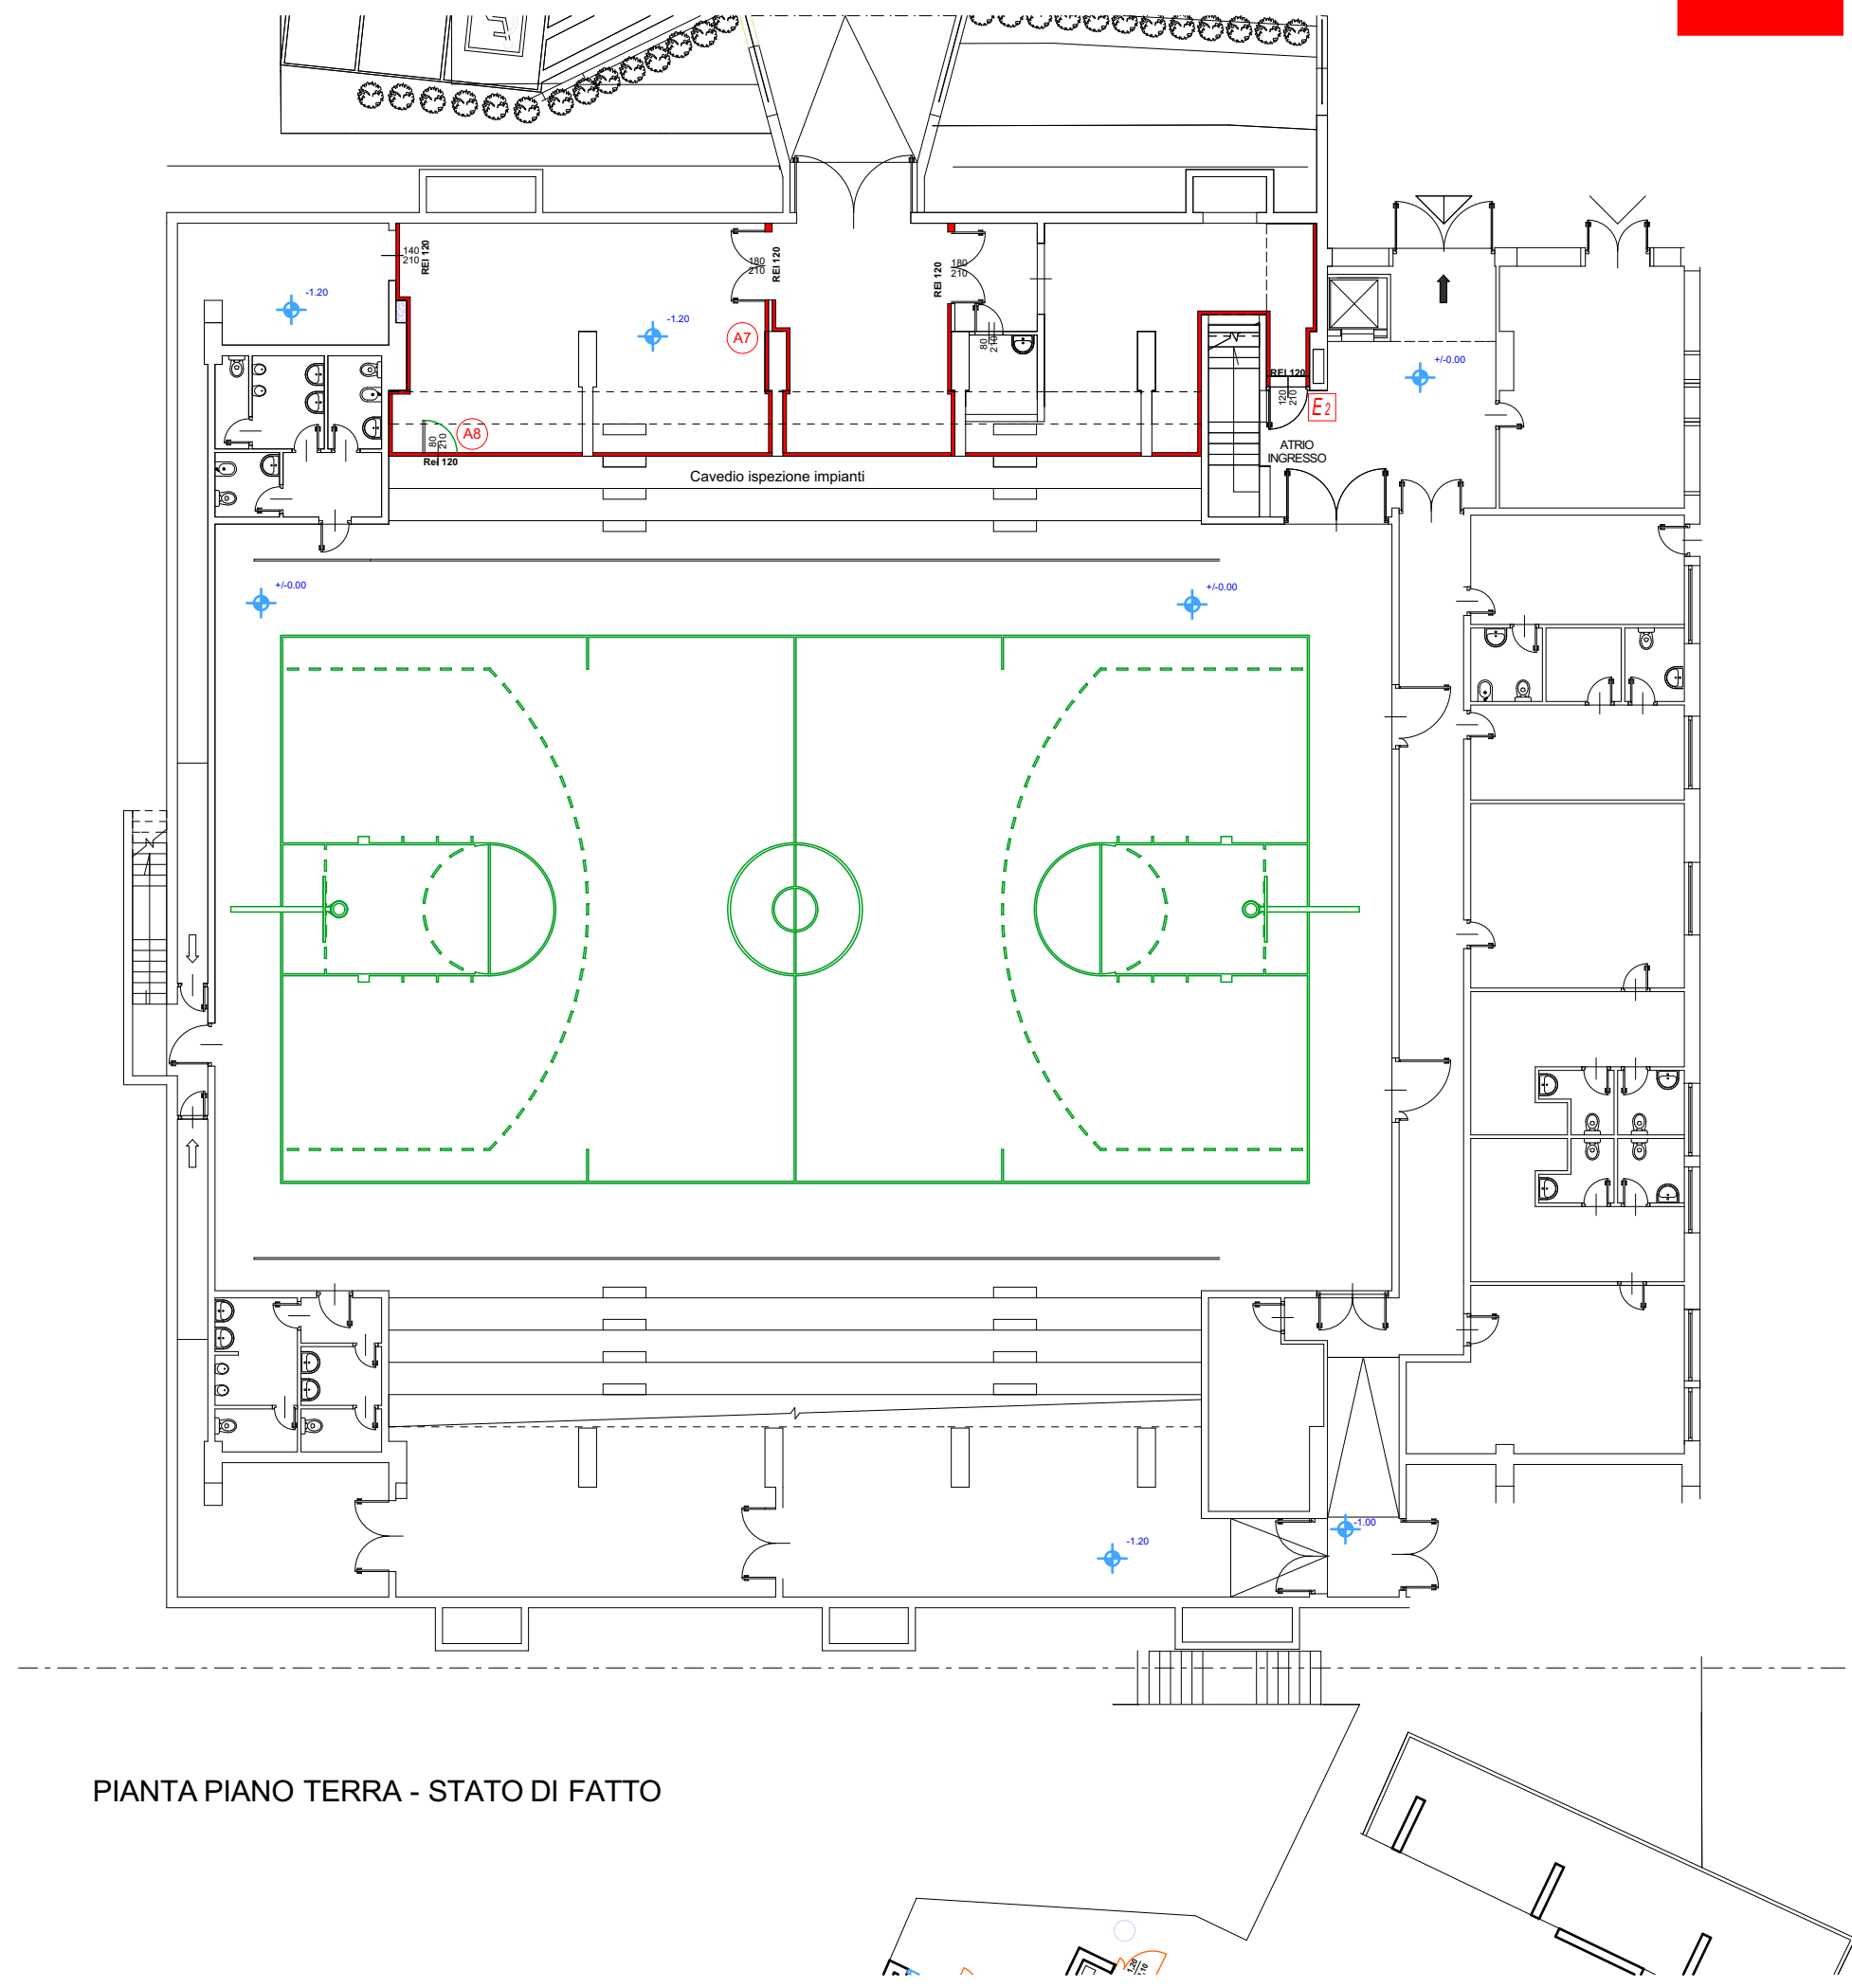 140
210
REI 120
180
210
REI 120
REI 120
180
210
-1.20
-1.20
A7
80
210
+/-0.00
REI 120
120
210
E2
80
210
A8
Rei 120
ATRIO
INGRESSO
Cavedio ispezione impianti
+/-0.00
+/-0.00
-1.00
-1.20
PIANTA PIANO TERRA - STATO DI FATTO
1.20